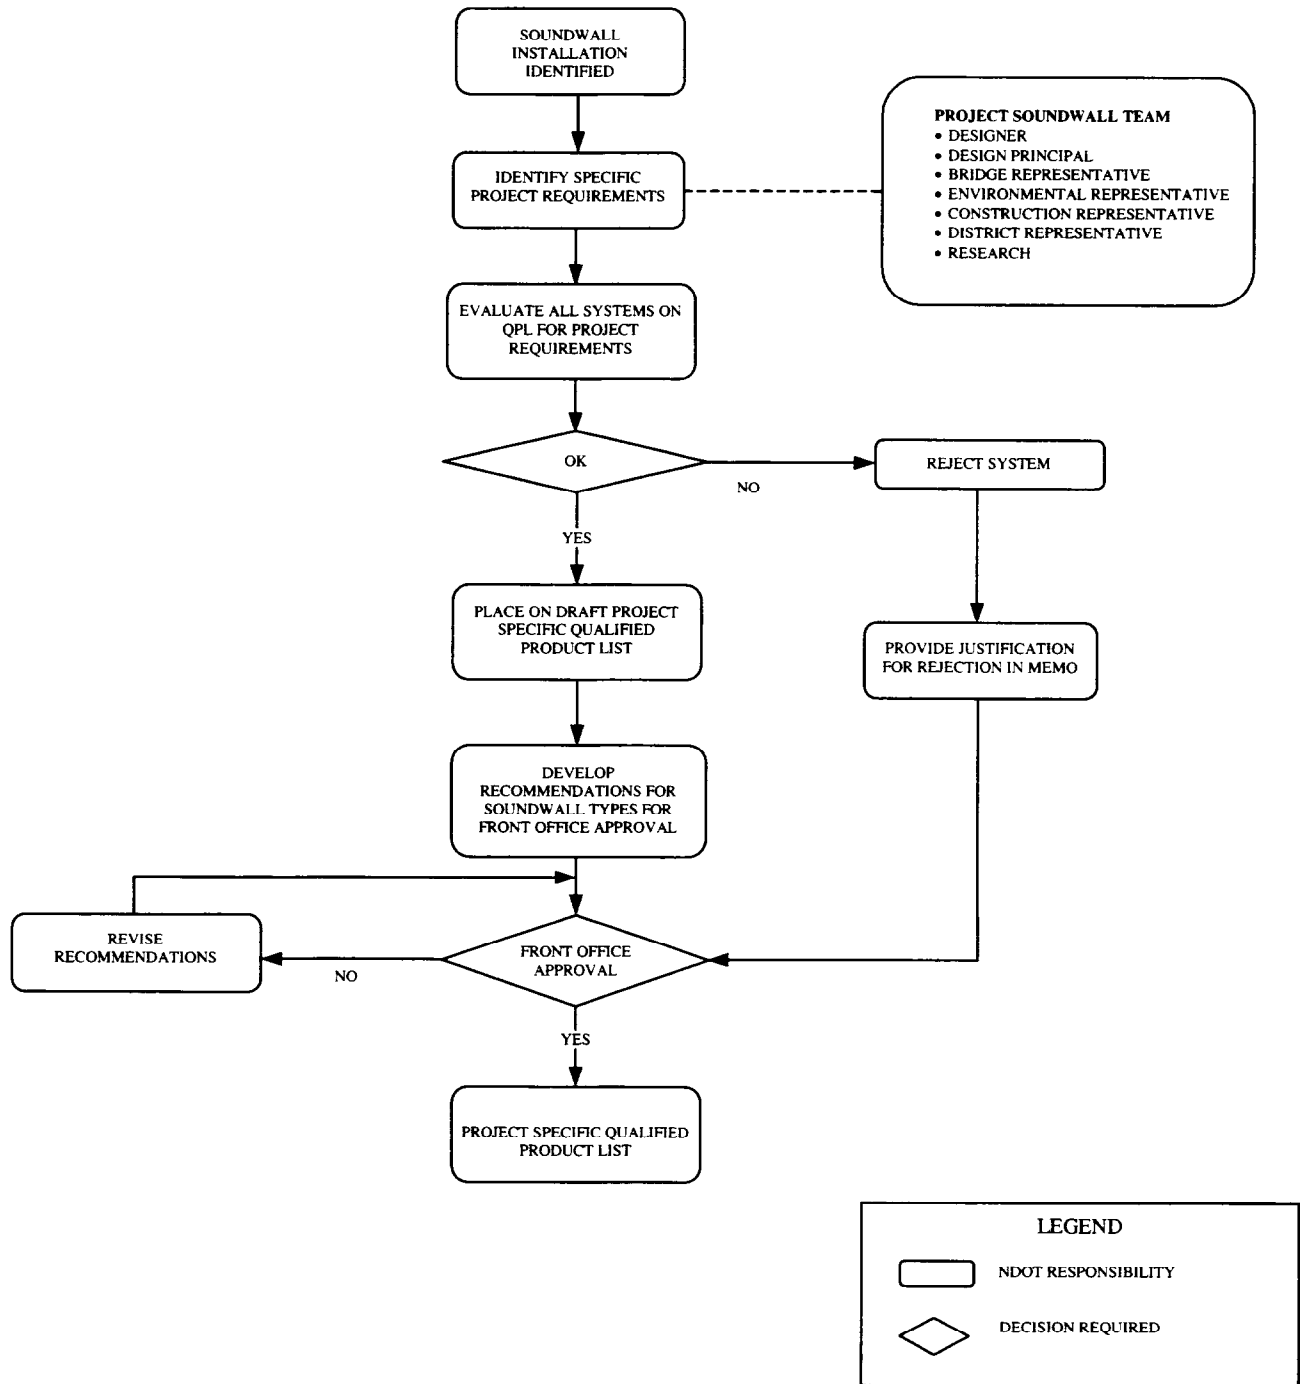 SOUNDWALL
INSTALLATION
IDENTIFIED
PROJECT SOUNDWALL TEAM
• DESIGNER
• DESIGN PRINCIPAL
• BRIDGE REPRESENTATIVE
• ENVIRONMENTAL REPRESENTATIVE
• CONSTRUCTION REPRESENTATIVE
• DISTRICT REPRESENTATIVE
• RESEARCH
IDENTIFY SPECIFIC
PROJECT REQUIREMENTS
EVALUATE ALL SYSTEMS ON
QPL FOR PROJECT
REQUIREMENTS
OK
NO
REJECT SYSTEM
YES
PLACE ON DRAFT PROJECT
SPECIFIC QUALIFIED
PRODUCT LIST
PROVIDE JUSTIFICATION
FOR REJECTION IN MEMO
DEVELOP
RECOMMENDATIONS FOR
SOUNDWALL TYPES FOR
FRONT OFFICE APPROVAL
REVISE
RECOMMENDATIONS
NO
FRONT OFFICE
APPROVAL
YES
PROJECT SPECIFIC QUALIFIED
PRODUCT LIST
LEGEND
NDOT RESPONSIBILITY
DECISION REQUIRED